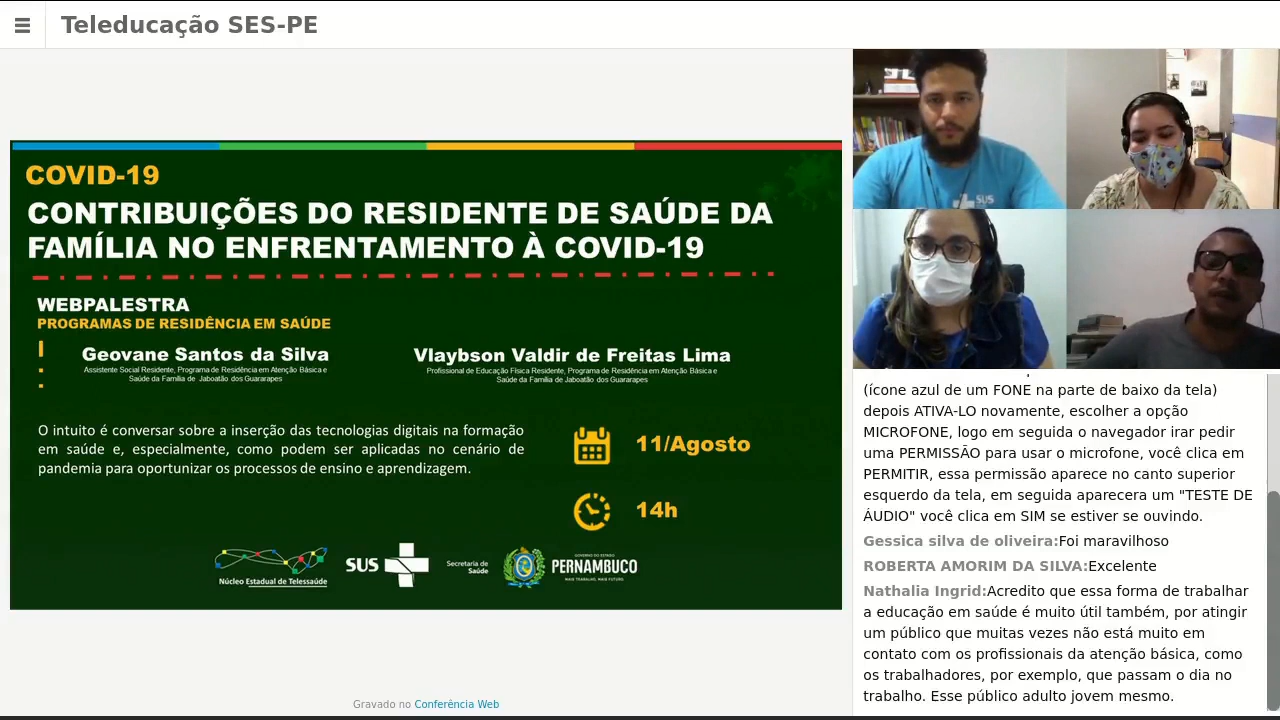 Teleducação SES-PE
COVID-19
CONTRIBUIÇÕES DO RESIDENTE DE SAÚDE DA
FAMÍLIA NO ENFRENTAMENTO À COVID-19
WEBPALESTRA
PROGRAMAS DE RESIDÊNCIA EM SAÚDE
Geovane Santos da Silva
Assistente Social Residente, Programa de Residência em Atenção Básica e
Saúde da Família de Jaboatão dos Guararapes
Vlaybson Valdir de Freitas Lima
Profissional de Educação Física Residente, Programa de Residência em Atenção Básica e
Saúde da Família de Jaboatão dos Guararapes
O intuito é conversar sobre a inserção das tecnologias digitais na formação
em saúde e, especialmente, como podem ser aplicadas no cenário de
pandemia para oportunizar os processos de ensino e aprendizagem.
11/Agosto
14h
Núcleo Estadual de Telessaúde
SUS
Secretaria de
Saúde
GOVERNO DO ESTADO
PERNAMBUCO
MAIS TRABALHO, MAIS FUTURO
Gravado no Conferência Web
SUS
(ícone azul de um FONE na parte de baixo da tela)
depois ATIVA-LO novamente, escolher a opção
MICROFONE, logo em seguida o navegador irar pedir
uma PERMISSÃO para usar o microfone, você clica em
PERMITIR, essa permissão aparece no canto superior
esquerdo da tela, em seguida aparecera um "TESTE DE
ÁUDIO" você clica em SIM se estiver se ouvindo.
Gessica silva de oliveira:Foi maravilhoso
ROBERTA AMORIM DA SILVA:Excelente
Nathalia Ingrid:Acredito que essa forma de trabalhar
a educação em saúde é muito útil também, por atingir
um público que muitas vezes não está muito em
contato com os profissionais da atenção básica, como
os trabalhadores, por exemplo, que passam o dia no
trabalho. Esse público adulto jovem mesmo.